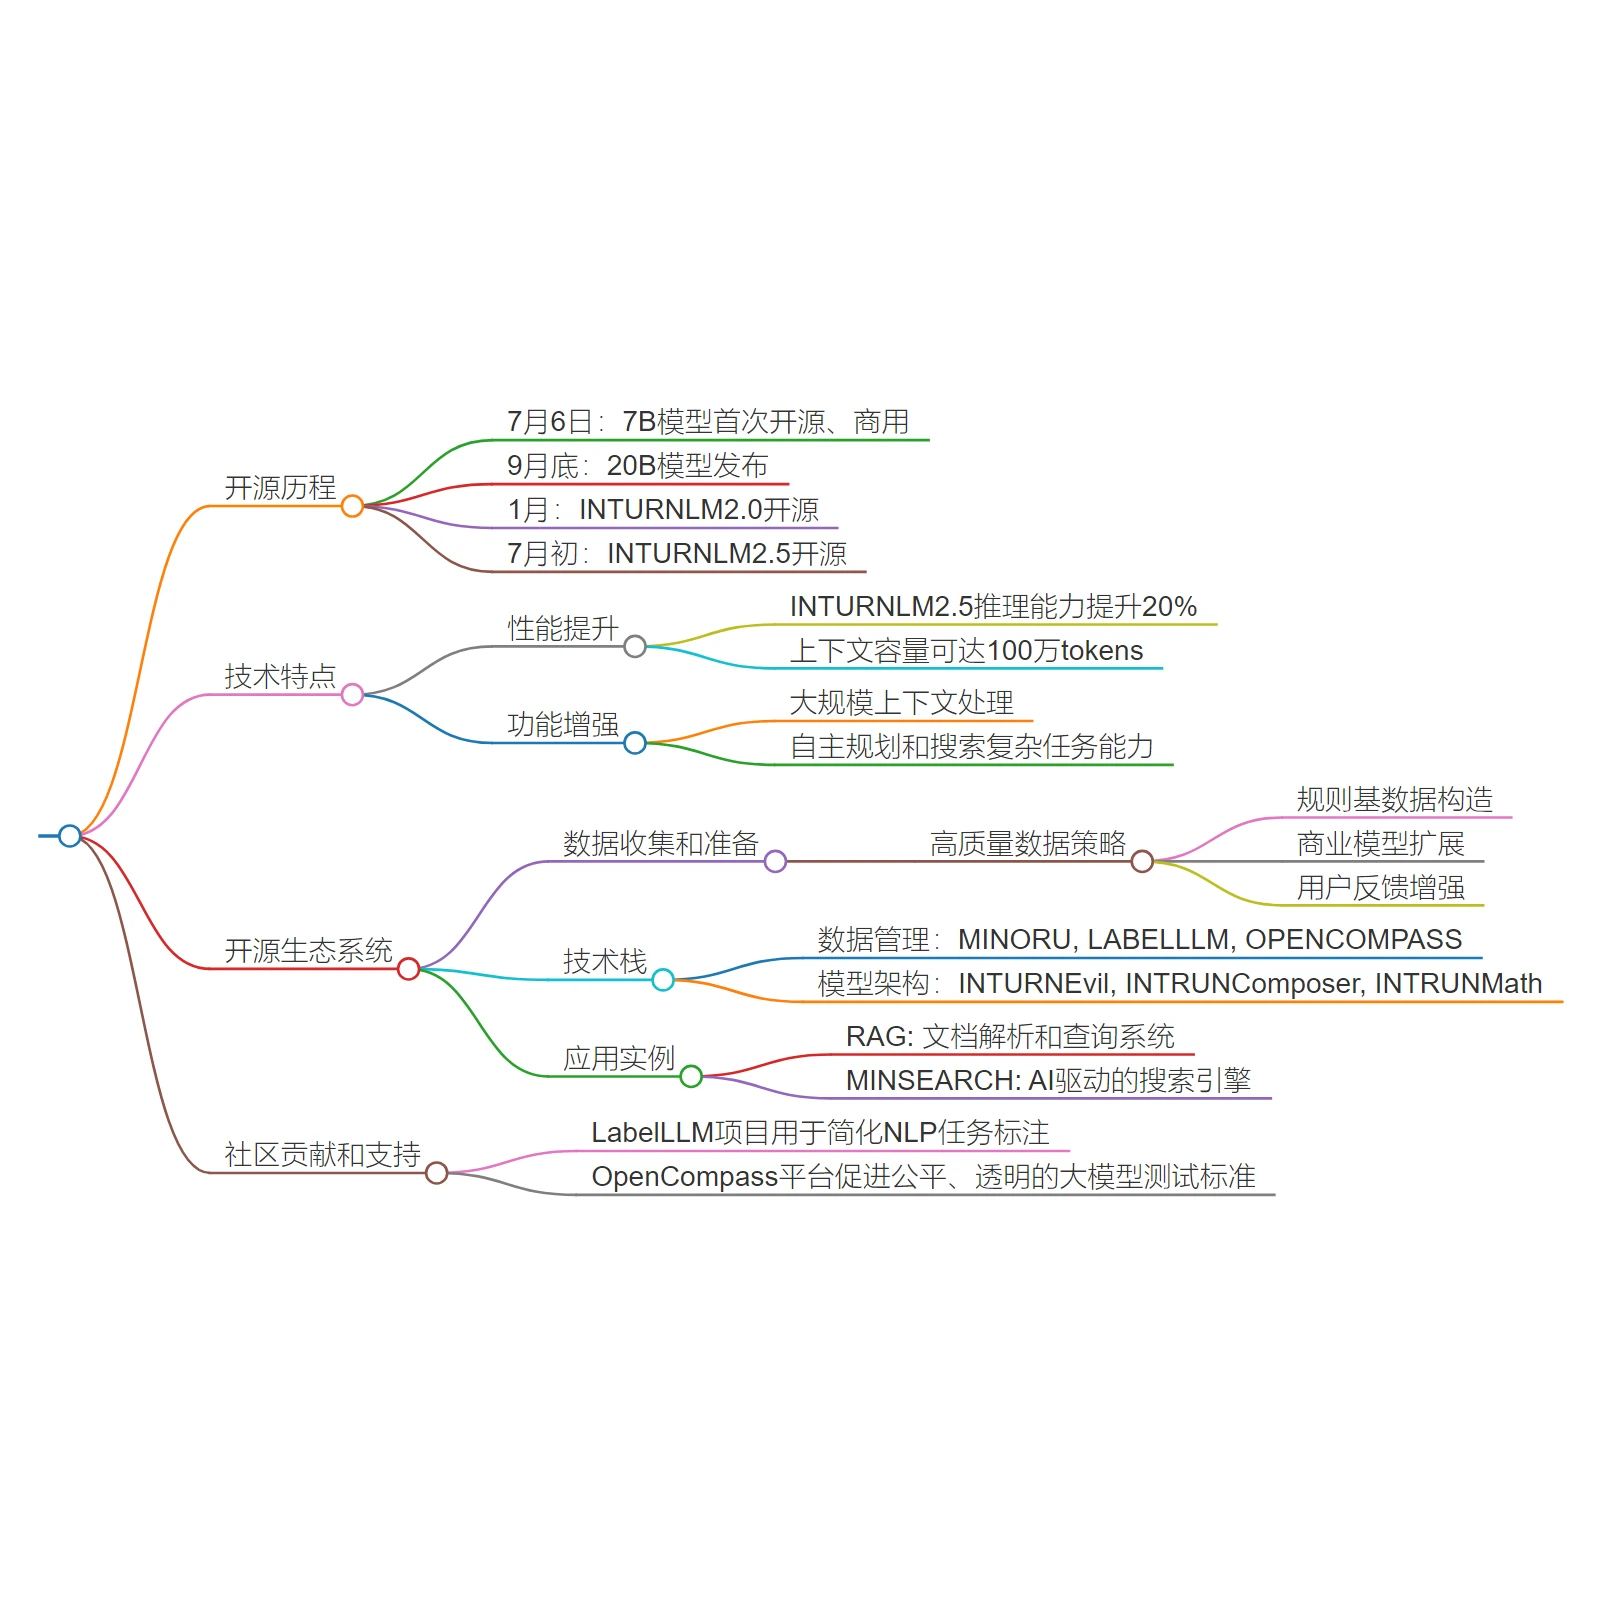 开源历程
7月6日：7B模型首次开源、商用
9月底：20B模型发布
1月：INTURNLM2.0开源
7月初：INTURNLM2.5开源
技术特点
性能提升
INTURNLM2.5推理能力提升20%
上下文容量可达100万tokens
功能增强
大规模上下文处理
自主规划和搜索复杂任务能力
开源生态系统
数据收集和准备
高质量数据策略
规则基数据构造
商业模型扩展
用户反馈增强
技术栈
数据管理：MINORU, LABELLLM, OPENCOMPASS
模型架构：INTURNEvil, INTRUNComposer, INTRUNMath
应用实例
RAG: 文档解析和查询系统
MINSEARCH: AI驱动的搜索引擎
社区贡献和支持
LabelLLM项目用于简化NLP任务标注
OpenCompass平台促进公平、透明的大模型测试标准